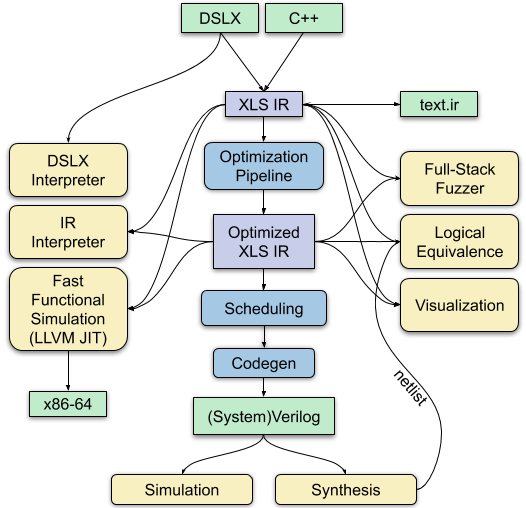 DSLX
C++
XLS IR
text.ir
DSLX
Interpreter
Optimization
Pipeline
Full-Stack
Fuzzer
IR
Interpreter
Optimized
XLS IR
Logical
Equivalence
Fast
Functional
Simulation
(LLVM JIT)
Scheduling
Visualization
Codegen
x86-64
netlist
(System)Verilog
Simulation
Synthesis